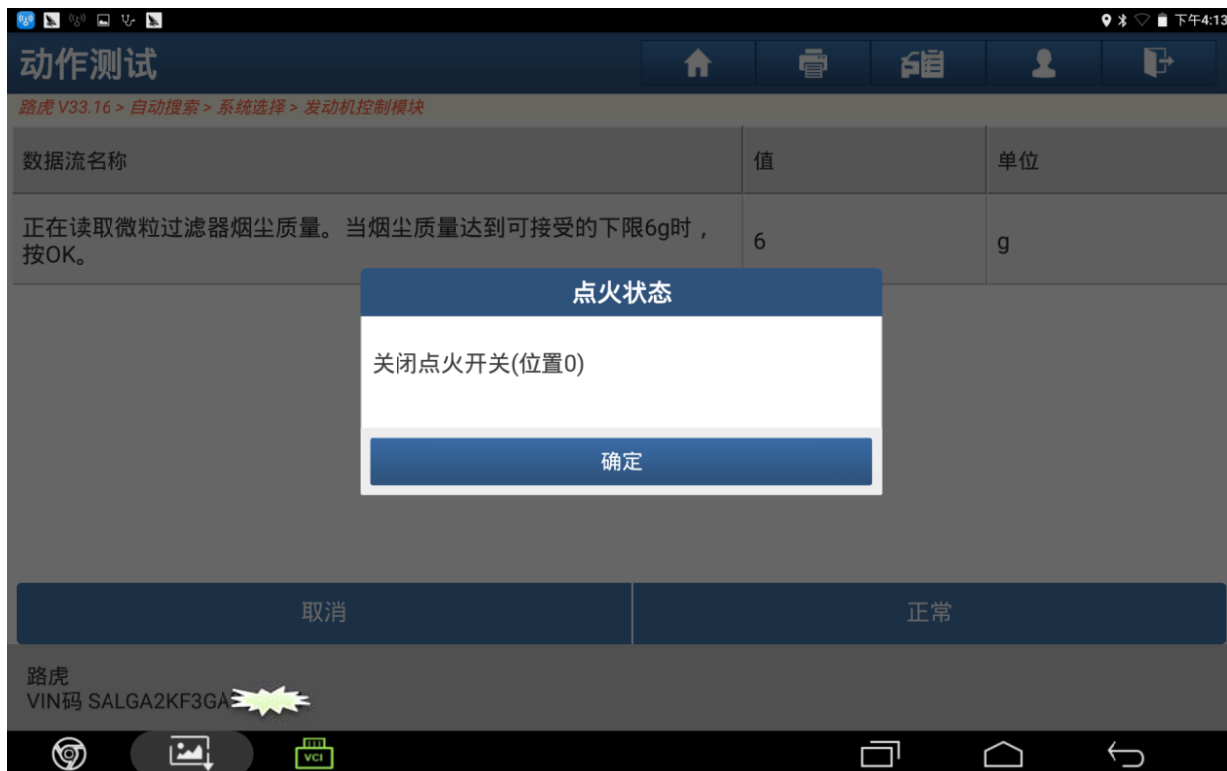 下午4:13
动作测试
路虎 V33.16 > 自动搜索 > 系统选择 > 发动机控制模块
数据流名称 值 单位
正在读取微粒过滤器烟尘质量。当烟尘质量达到可接受的下限6g时，
按OK。
6 g
点火状态
关闭点火开关(位置0)
确定
取消 正常
路虎
VIN码 SALGA2KF3GA
VCI